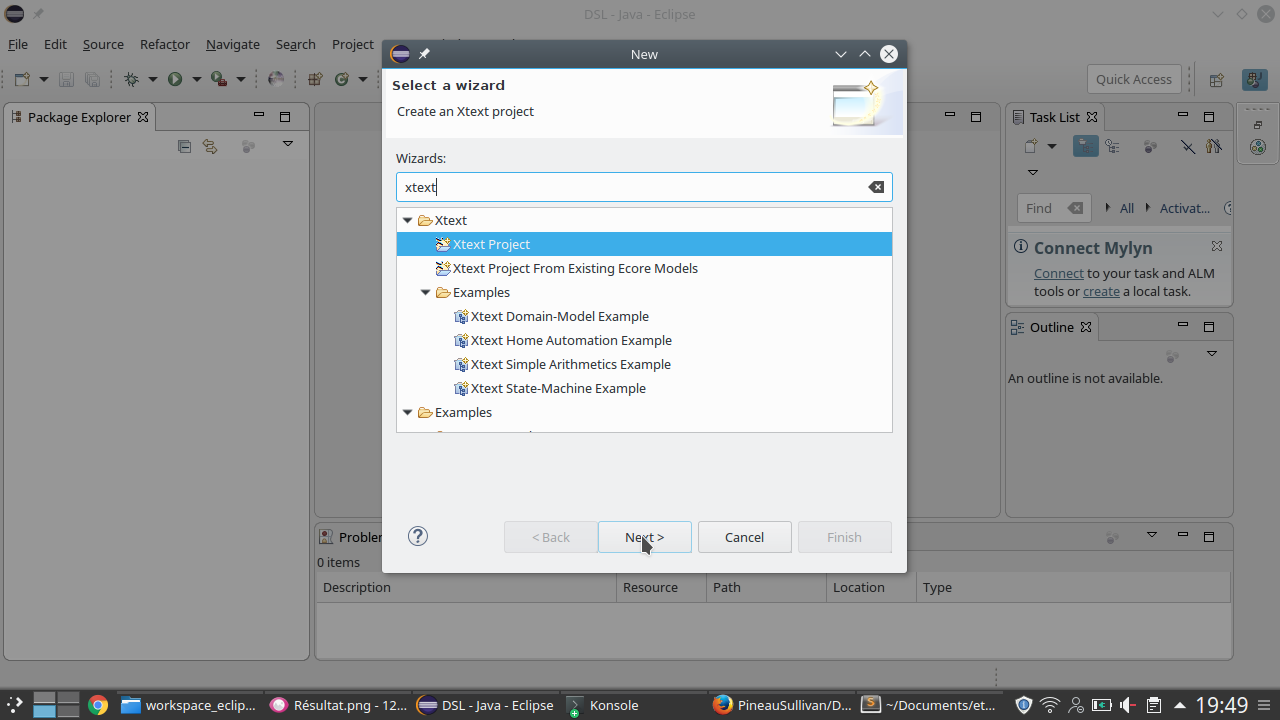 DSL - Java - Eclipse
File Edit Source Refactor Navigate Search Project
New
Select a wizard
Create an Xtext project
Wizards:
xtext
Xtext
Xtext Project
Xtext Project From Existing Ecore Models
Examples
Xtext Domain-Model Example
Xtext Home Automation Example
Xtext Simple Arithmetics Example
Xtext State-Machine Example
Examples
< Back Next > Cancel Finish
Quick Access
Package Explorer
Task List
Find All Activat...
Connect Mylyn
Connect to your task and ALM
tools or create a local task.
Outline
An outline is not available.
0 items
Description Resource Path Location Type
workspace_eclip... Résultat.png - 12... DSL - Java - Eclipse Konsole PineauSullivan/D... ~/Documents/et... 19:49